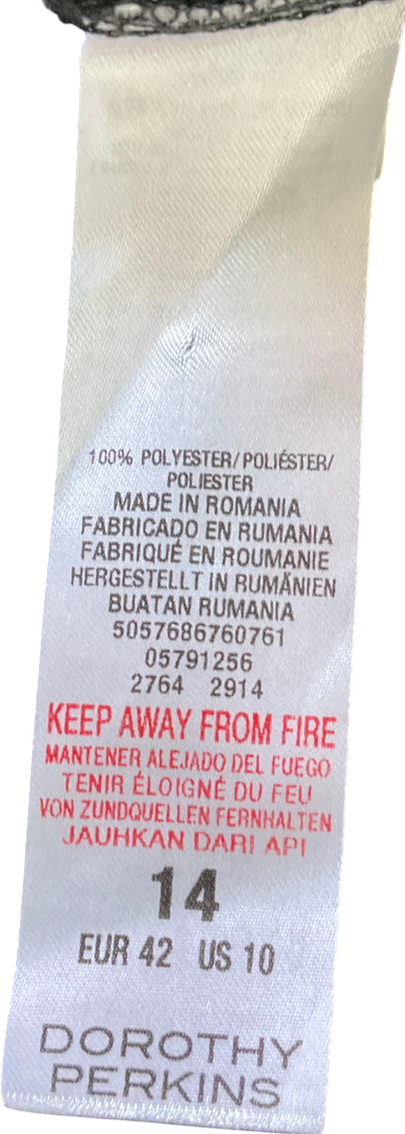 100% POLYESTER/POLIÉSTER/
POLIESTER
MADE IN ROMANIA
FABRICADO EN RUMANIA
FABRIQUÉ EN ROUMANIE
HERGESTELLT IN RUMÄNIEN
BUATAN RUMANIA
5057686760761
05791256
2764 2914
KEEP AWAY FROM FIRE
MANTENER ALEJADO DEL FUEGO
TENIR ÉLOIGNÉ DU FEU
VON ZUNDQUELLEN FERNHALTEN
JAUHKAN DARI API
14
EUR 42 US 10
DOROTHY
PERKINS